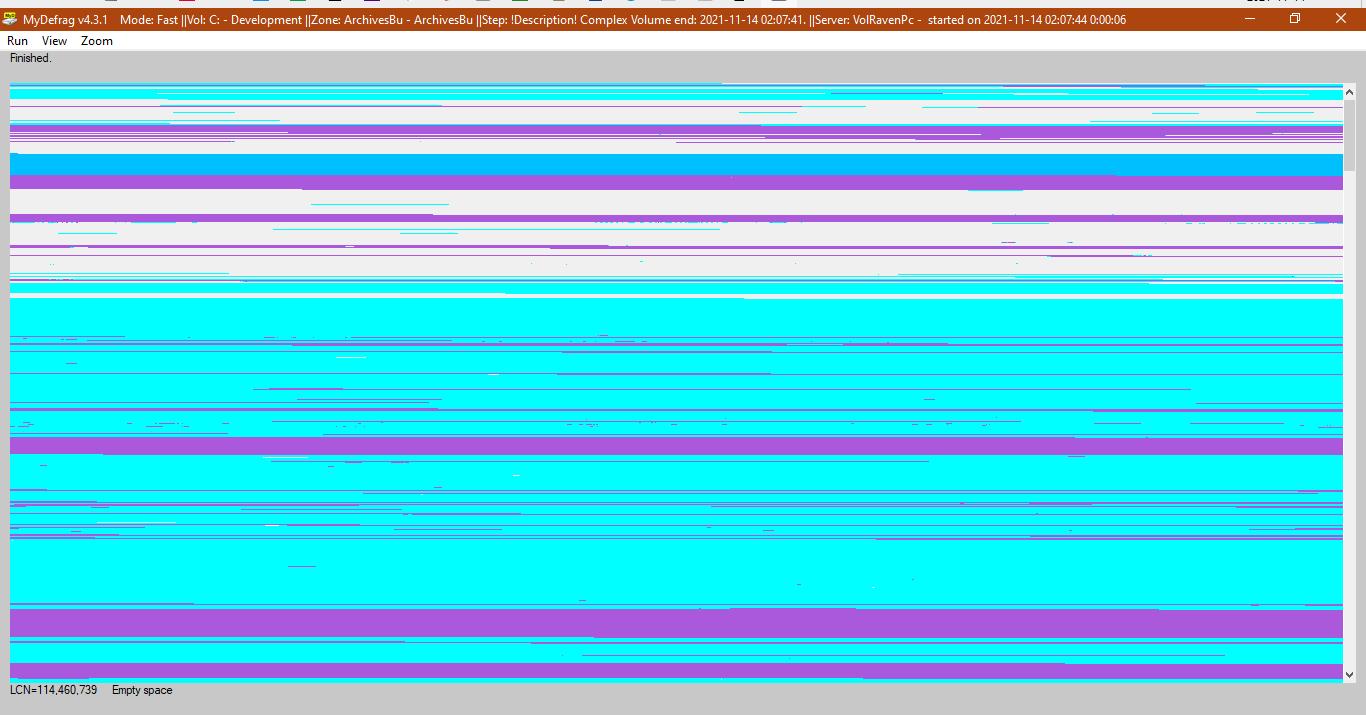 MyDefrag v4.3.1 Mode: Fast ||Vol: C: - Development ||Zone: ArchivesBu - ArchivesBu ||Step: !Description! Complex Volume end: 2021-11-14 02:07:41. ||Server: VolRavenPc - started on 2021-11-14 02:07:44 0:00:06
Run View Zoom
Finished.
LCN=114,460,739 Empty space